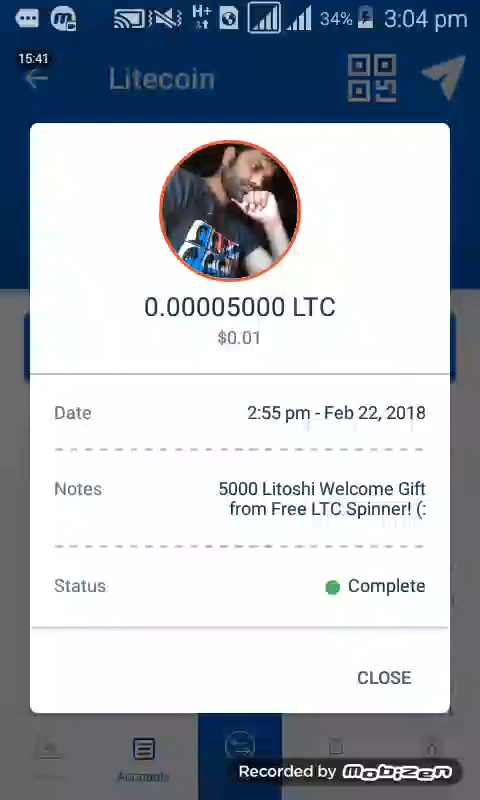 H+
34%
3:04 pm
15:41
Litecoin
0.00005000 LTC
$0.01
Date
2:55 pm - Feb 22, 2018
Notes
5000 Litoshi Welcome Gift
from Free LTC Spinner! (:
Status
Complete
CLOSE
Accounts
Recorded by mobizen